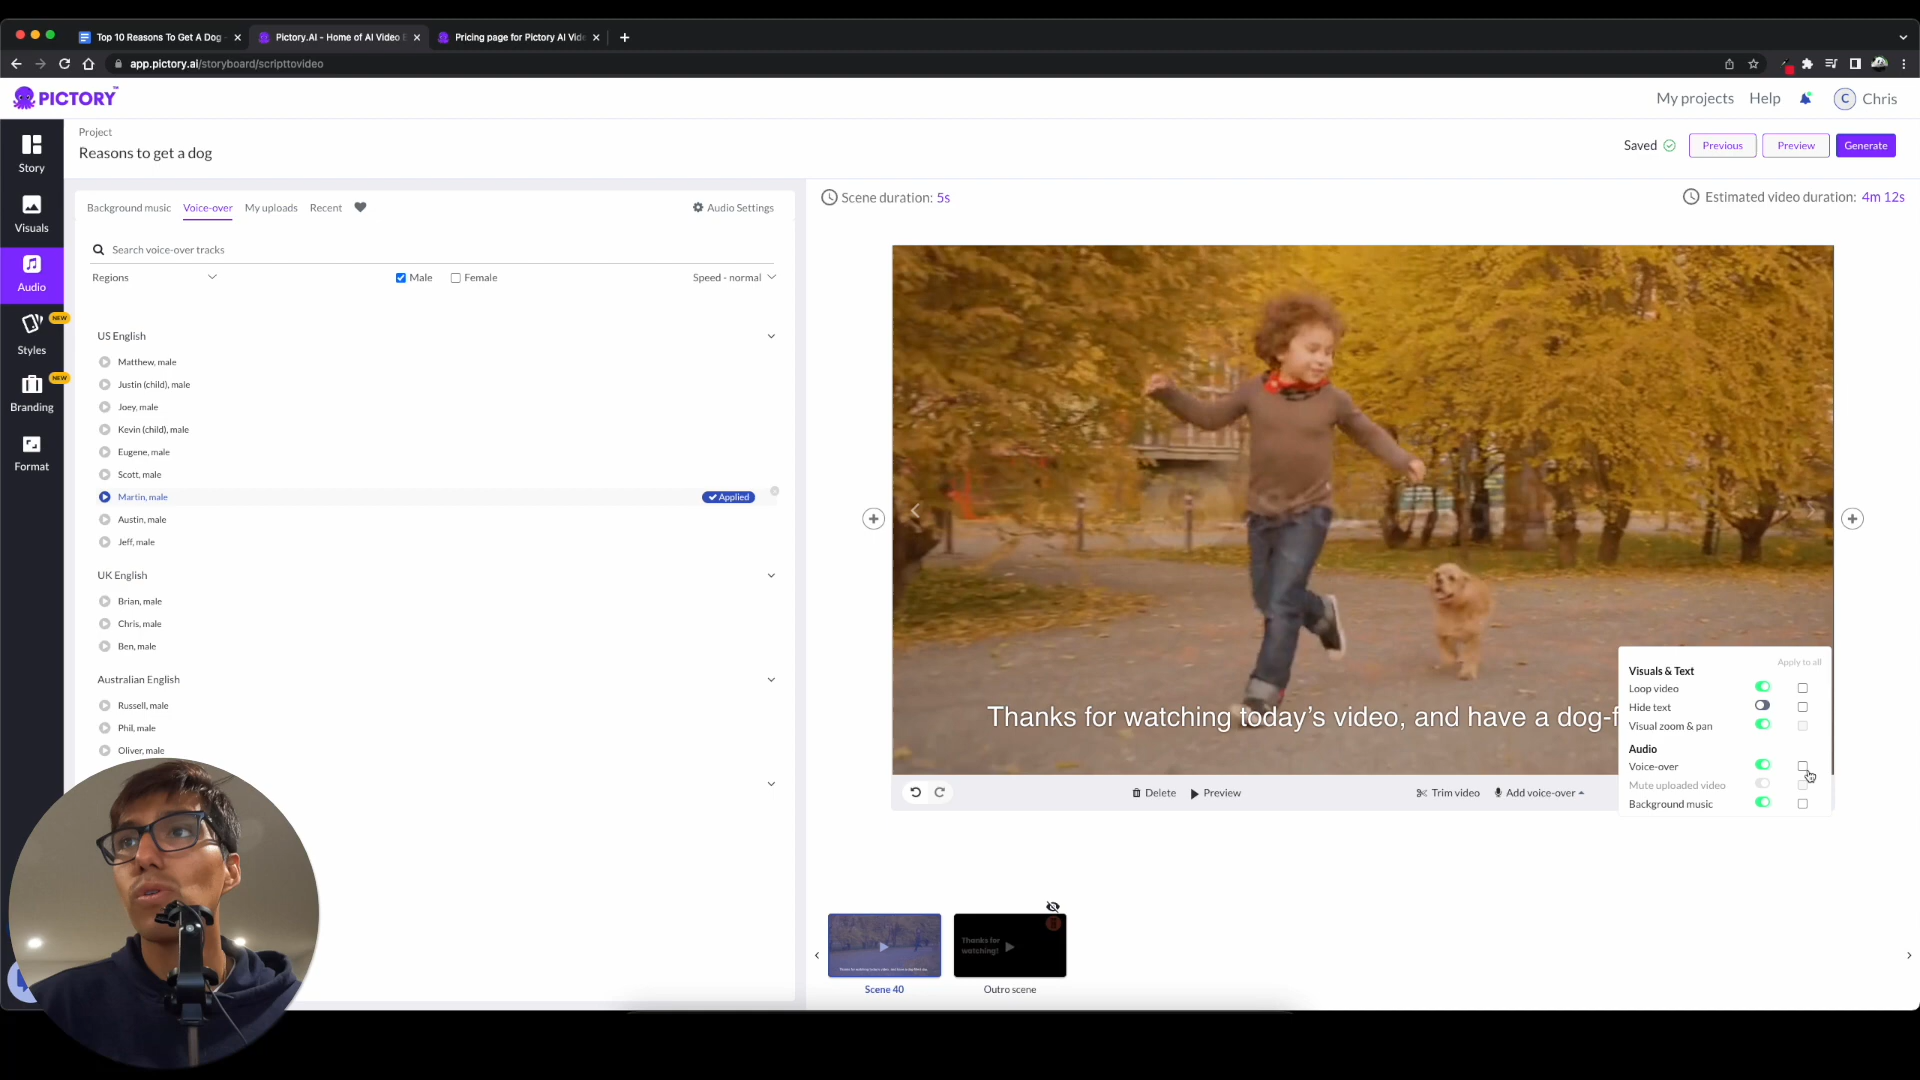 Top 10 Reasons To Get A Dog
Pictory.AI - Home of AI Video
Pricing page for Pictory AI Vide
app.pictory.ai/storyboard/scripttovideo
PICTORY
My projects
Help
C
Chris
Project
Reasons to get a dog
Saved
Previous
Preview
Generate
Story
Visuals
Audio
NEW
Styles
NEW
Branding
Format
Background music
Voice-over
My uploads
Recent
Audio Settings
Search voice-over tracks
Regions
Male
Female
Speed - normal
US English
Matthew, male
Justin (child), male
Joey, male
Kevin (child), male
Eugene, male
Scott, male
Martin, male
Applied
Austin, male
Jeff, male
UK English
Brian, male
Chris, male
Ben, male
Australian English
Russell, male
Phil, male
Oliver, male
Scene duration: 5s
Estimated video duration: 4m 12s
Thanks for watching today's video, and have a dog-f
Apply to all
Visuals & Text
Loop video
Hide text
Visual zoom & pan
Audio
Voice-over
Mute uploaded video
Background music
Delete
Preview
Trim video
Add voice-over
Thanks for
watching!
Scene 40
Outro scene